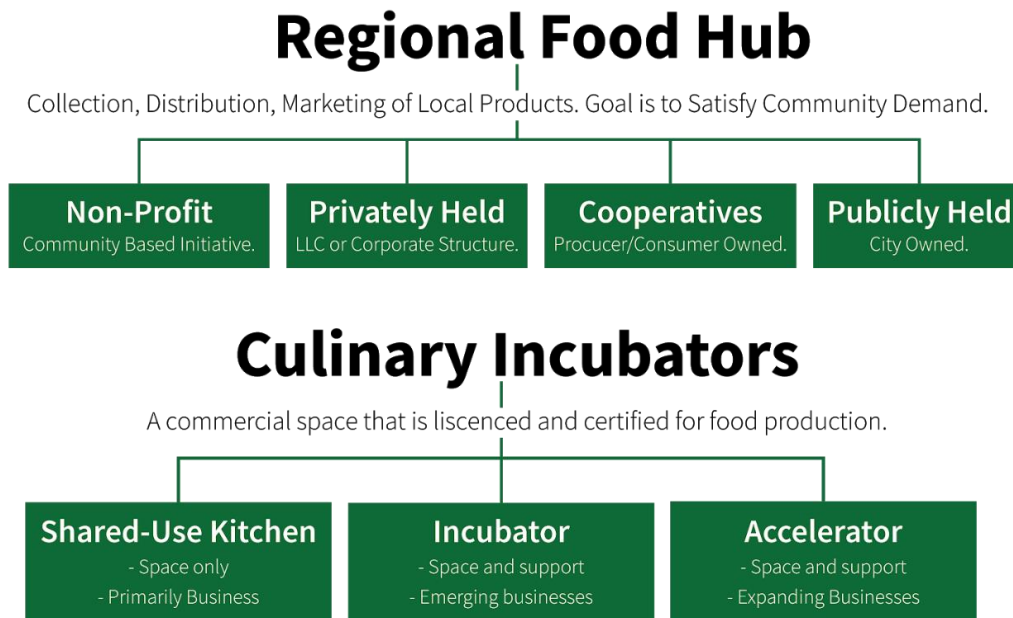 Regional Food Hub
Collection, Distribution, Marketing of Local Products. Goal is to Satisfy Community Demand.
Non-Profit
Community Based Initiative.
Privately Held
LLC or Corporate Structure.
Cooperatives
Procucer/Consumer Owned.
Publicly Held
City Owned.
Culinary Incubators
A commercial space that is liscenced and certified for food production.
Shared-Use Kitchen
- Space only
- Primarily Business
Incubator
- Space and support
- Emerging businesses
Accelerator
- Space and support
- Expanding Businesses